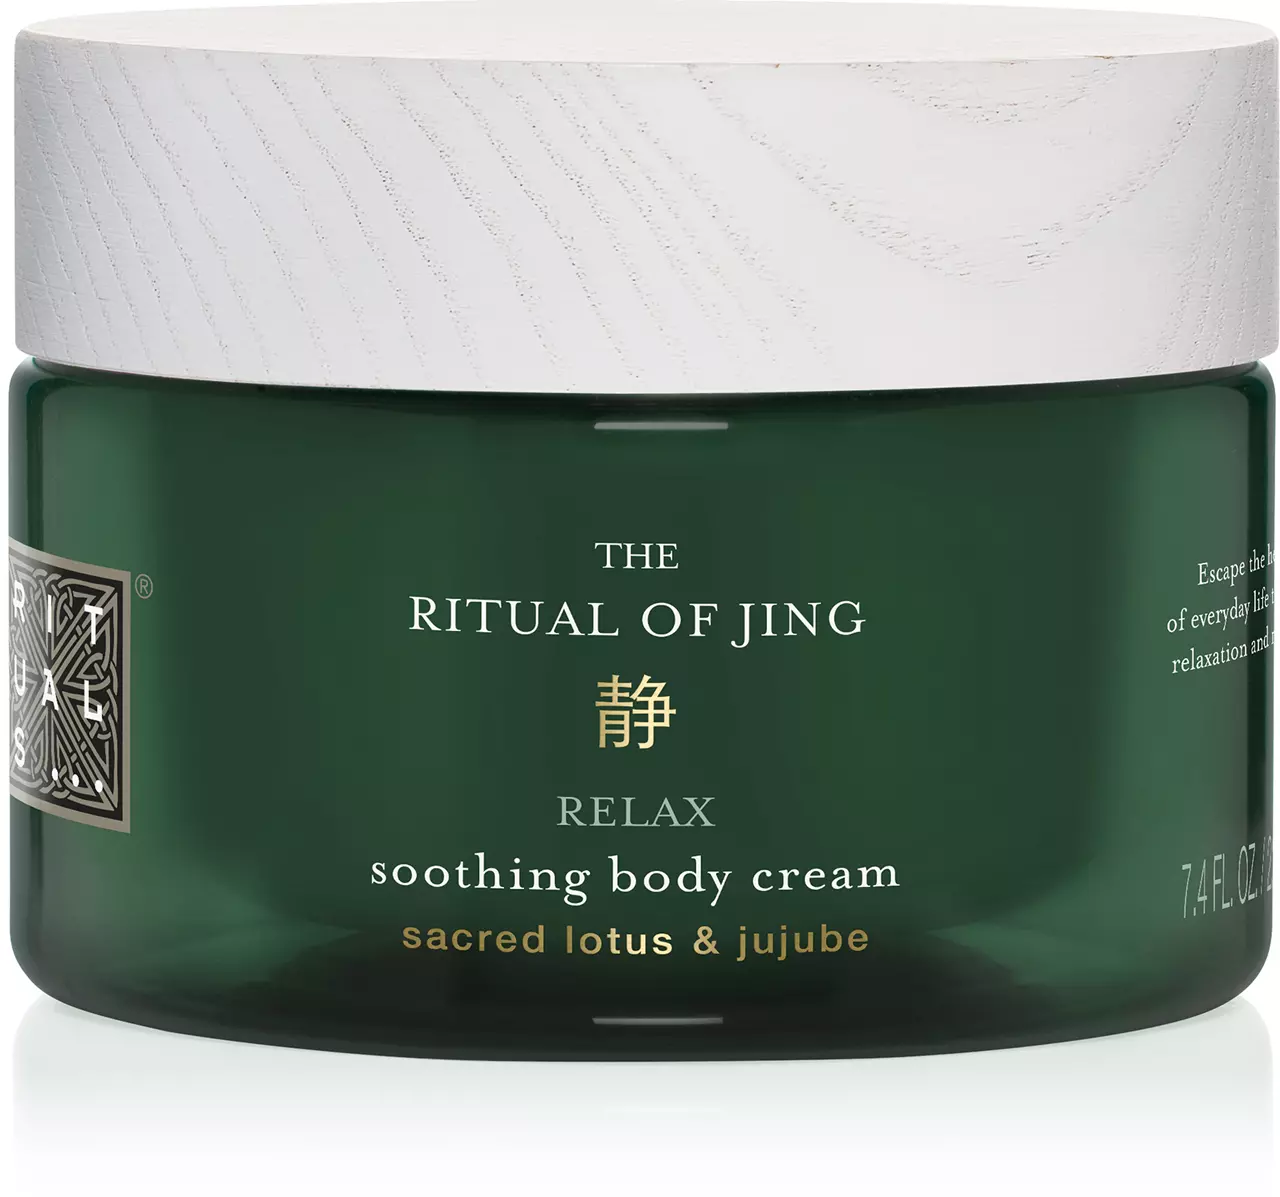 RIT
UAL
S...
®
THE
RITUAL OF JING
静
RELAX
soothing body cream
sacred lotus & jujube
Escape the
of everyday life
relaxation and
7.4 FL. OZ. /